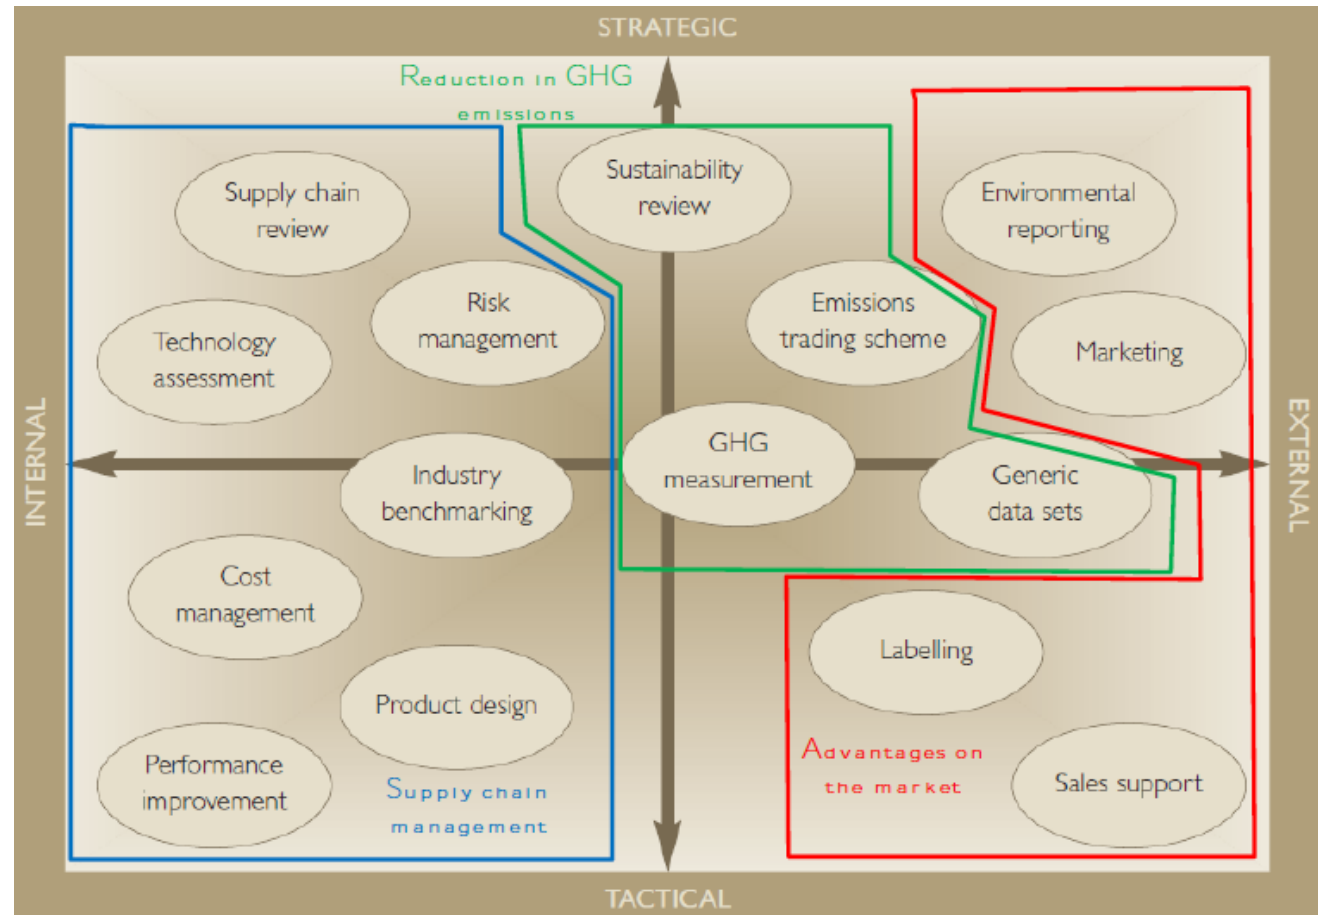 STRATEGIC
Reduction in GHG
emissions
Sustainability
review
Supply chain
review
Environmental
reporting
Risk
management
Emissions
trading scheme
Technology
assessment
Marketing
INTERNAL
EXTERNAL
GHG
measurement
Industry
benchmarking
Generic
data sets
Cost
management
Labelling
Product design
Performance
improvement
Supply chain
management
Advantages on
the market
Sales support
TACTICAL